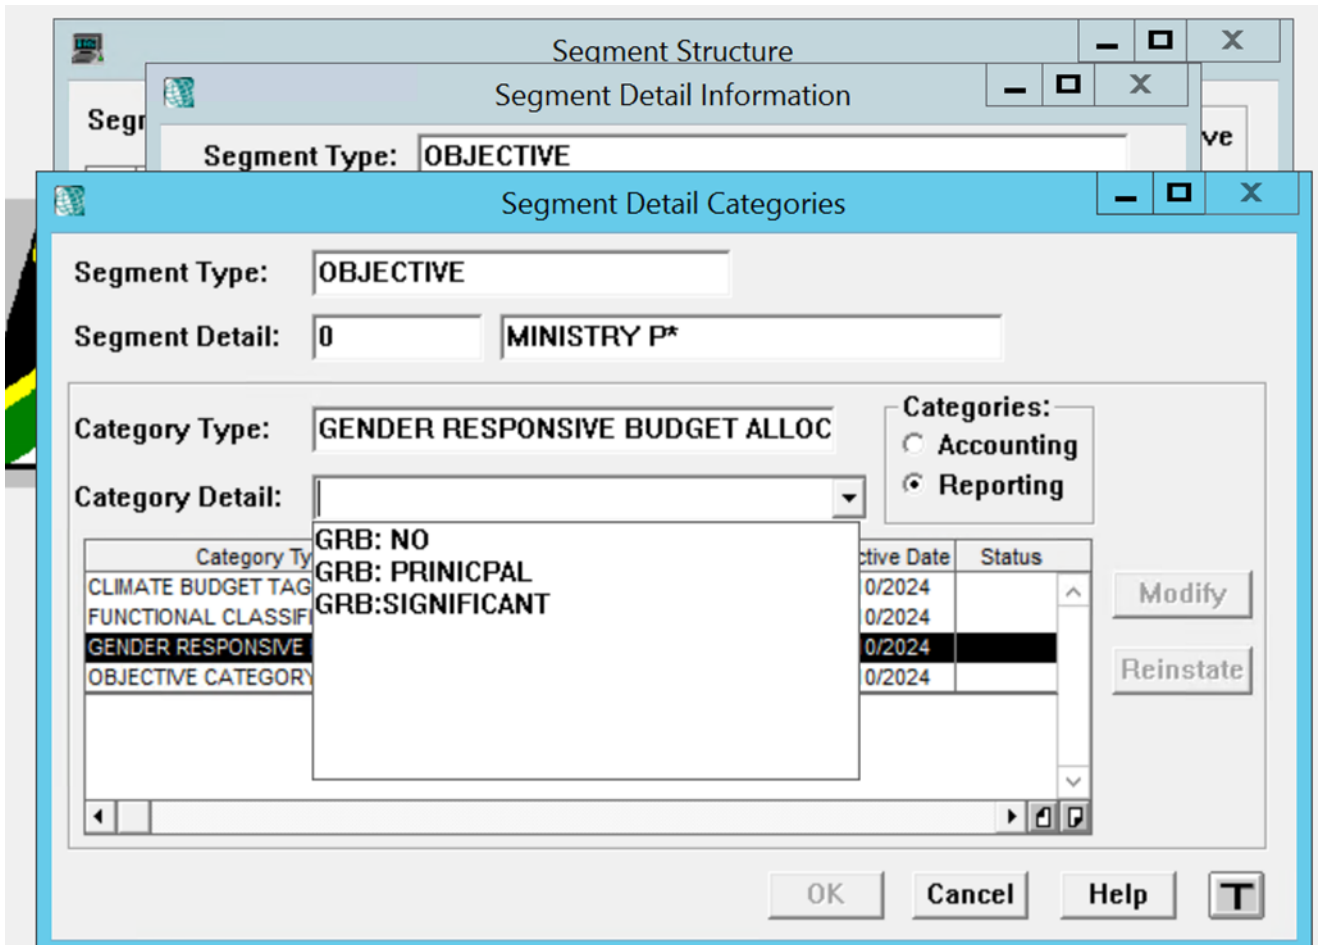 Segment Structure
Segment Detail Information
Segment Type: OBJECTIVE
Segment Detail Categories
Segment Type: OBJECTIVE
Segment Detail: 0 MINISTRY P*
Category Type: GENDER RESPONSIVE BUDGET ALLOC
Categories:
Accounting
Reporting
Category Detail:
GRB: NO
GRB: PRINICPAL
GRB:SIGNIFICANT
Category Status
CLIMATE BUDGET 0/2024
FUNCTIONAL 0/2024
GENDER RESPONSIVE 0/2024
OBJECTIVE CATEGORY 0/2024
Modify
Reinstate
OK Cancel Help T